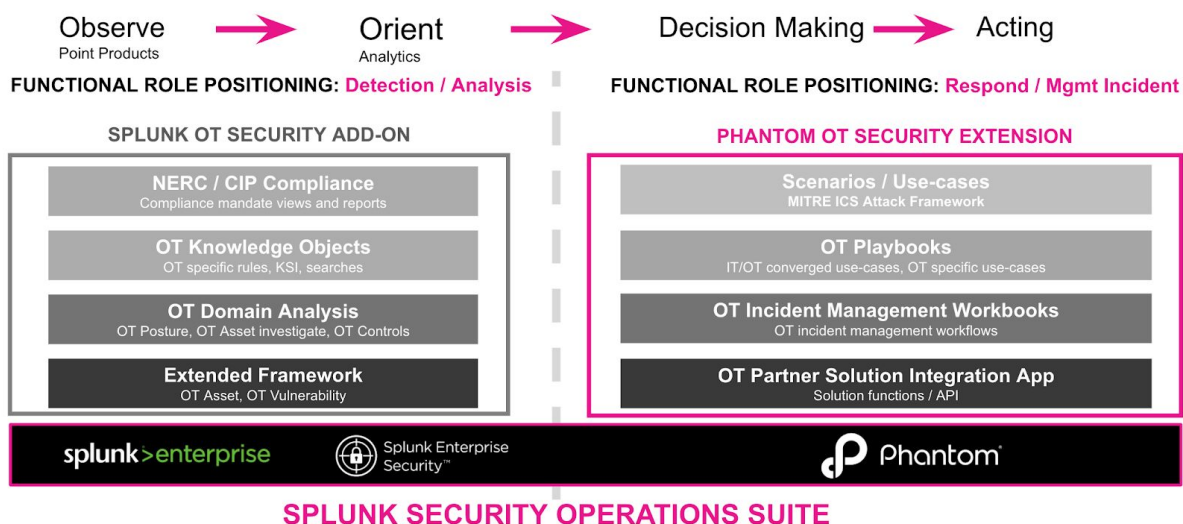 Observe
Point Products
Orient
Analytics
Decision Making
Acting
FUNCTIONAL ROLE POSITIONING: Detection / Analysis
FUNCTIONAL ROLE POSITIONING: Respond / Mgmt Incident
SPLUNK OT SECURITY ADD-ON
NERC / CIP Compliance
Compliance mandate views and reports
OT Knowledge Objects
OT specific rules, KSI, searches
OT Domain Analysis
OT Posture, OT Asset investigate, OT Controls
Extended Framework
OT Asset, OT Vulnerability
PHANTOM OT SECURITY EXTENSION
Scenarios / Use-cases
MITRE ICS Attack Framework
OT Playbooks
IT/OT converged use-cases, OT specific use-cases
OT Incident Management Workbooks
OT incident management workflows
OT Partner Solution Integration App
Solution functions / API
splunk>enterprise
Splunk Enterprise
Security™
Phantom
SPLUNK SECURITY OPERATIONS SUITE